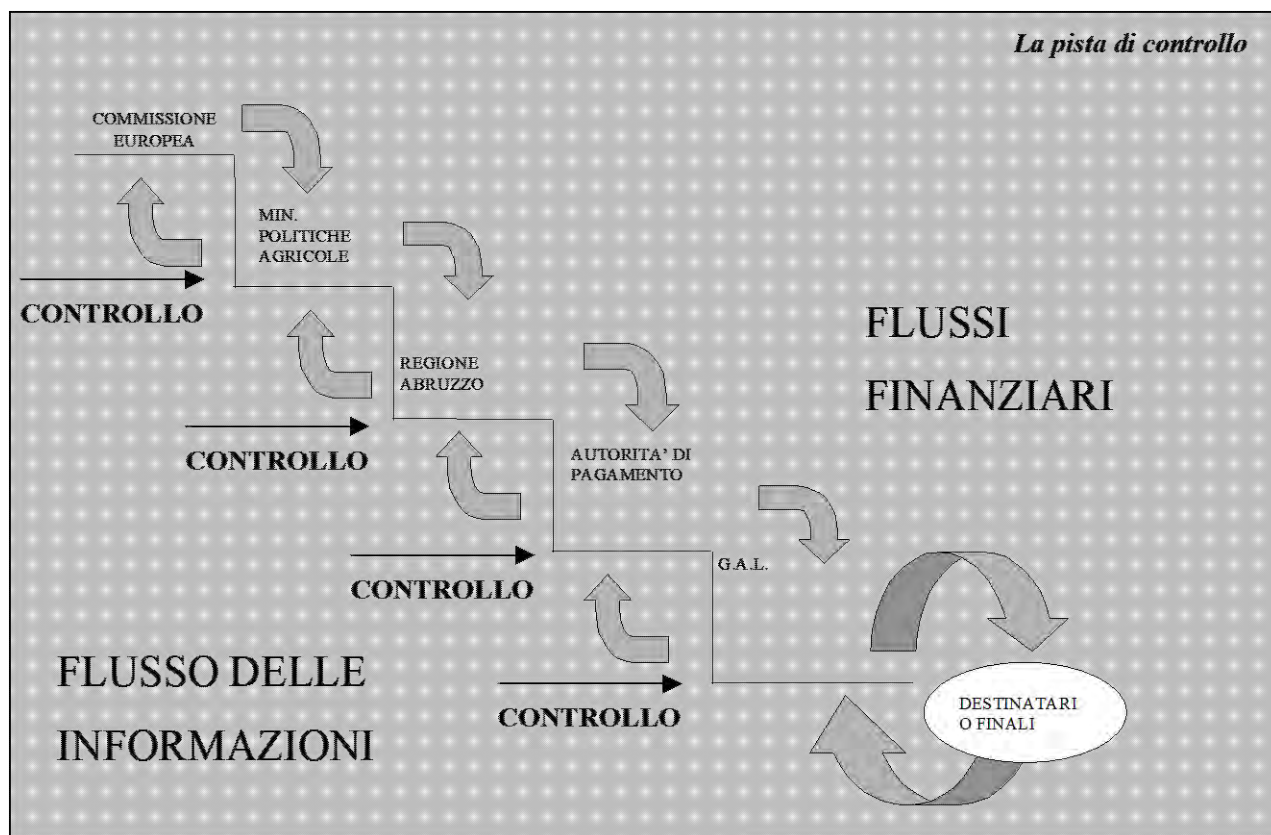 La pista di controllo
COMMISSIONE
EUROPEA
MIN.
POLITICHE
AGRICOLE
CONTROLLO
FLUSSI
FINANZIARI
REGIONE
ABRUZZO
CONTROLLO
AUTORITA' DI
PAGAMENTO
G.A.L.
CONTROLLO
FLUSSO DELLE
INFORMAZIONI
CONTROLLO
DESTINATARI
O FINALI